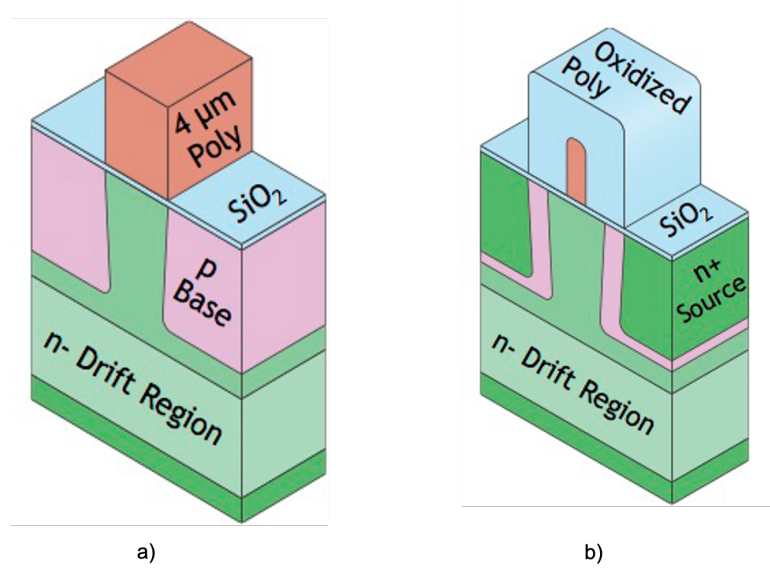 4 µm
Poly
SiO₂
p
Base
n- Drift Region
a)
Oxidized
Poly
SiO₂
n+
Source
n- Drift Region
b)